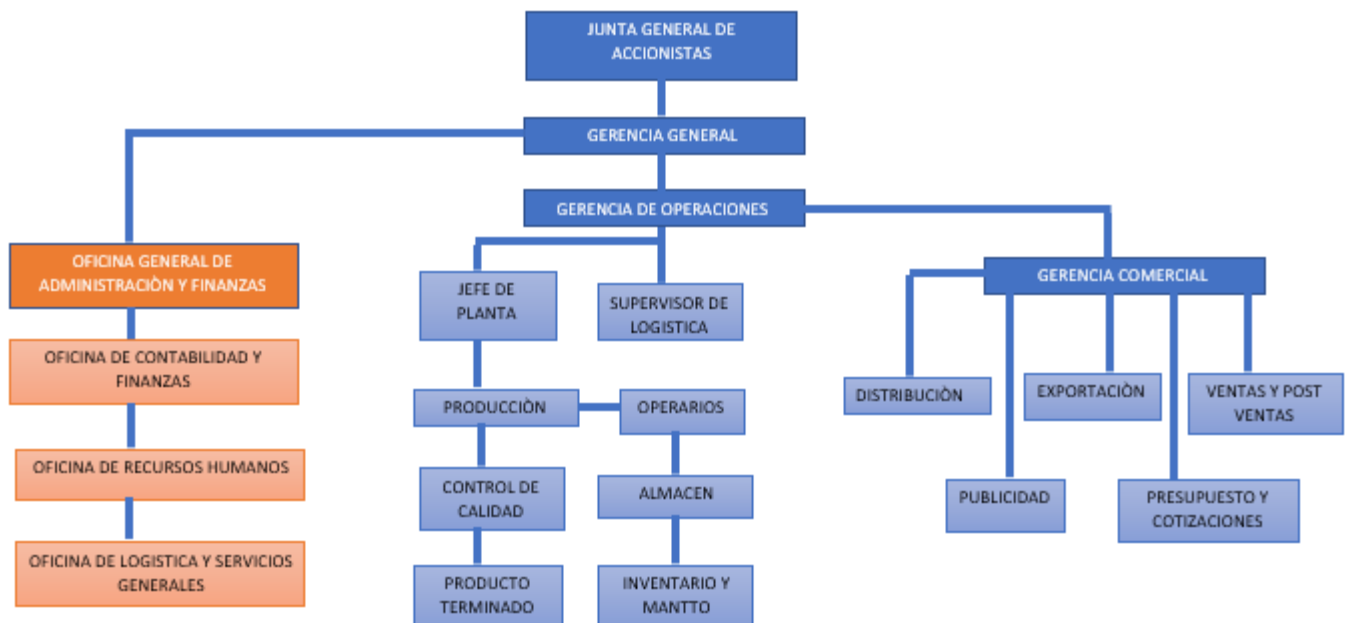 JUNTA GENERAL DE
ACCIONISTAS
GERENCIA GENERAL
GERENCIA DE OPERACIONES
OFICINA GENERAL DE
ADMINISTRACIÒN Y FINANZAS
OFICINA DE CONTABILIDAD Y
FINANZAS
OFICINA DE RECURSOS HUMANOS
OFICINA DE LOGISTICA Y SERVICIOS
GENERALES
JEFE DE
PLANTA
SUPERVISOR DE
LOGISTICA
PRODUCCIÒN
OPERARIOS
CONTROL DE
CALIDAD
ALMACEN
PRODUCTO
TERMINADO
INVENTARIO Y
MANTTO
GERENCIA COMERCIAL
DISTRIBUCIÒN
EXPORTACIÒN
VENTAS Y POST
VENTAS
PUBLICIDAD
PRESUPUESTO Y
COTIZACIONES